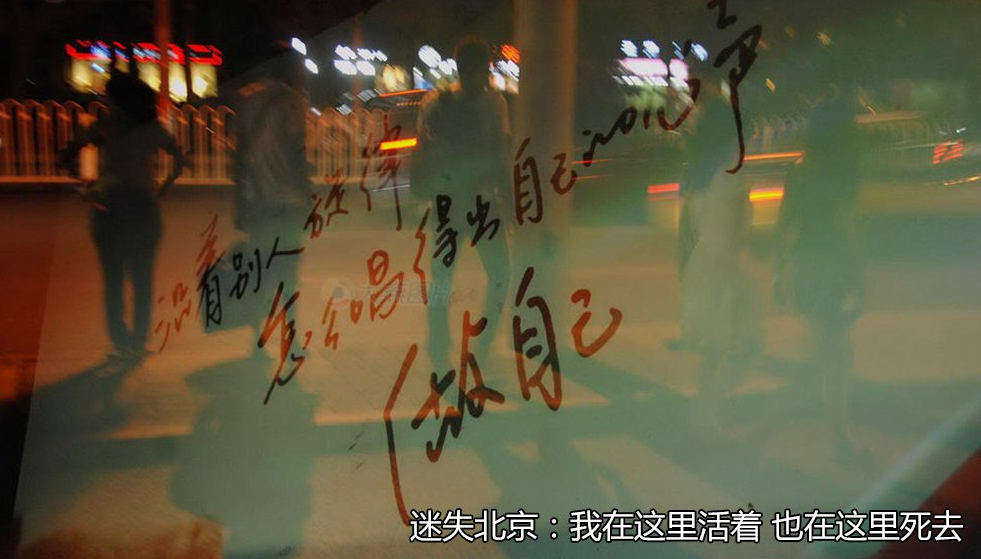 沿着别人旋律
怎么唱得出自己声
做自己
迷失北京：我在这里活着 也在这里死去